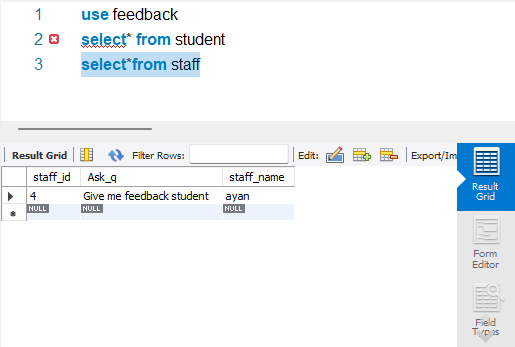 1 use feedback
2 select* from student
3 select*from staff
Result Grid Filter Rows: Edit: Export/Im
staff_id Ask_q staff_name
4 Give me feedback student ayan
NULL NULL NULL
Result
Grid
Form
Editor
Field
Types